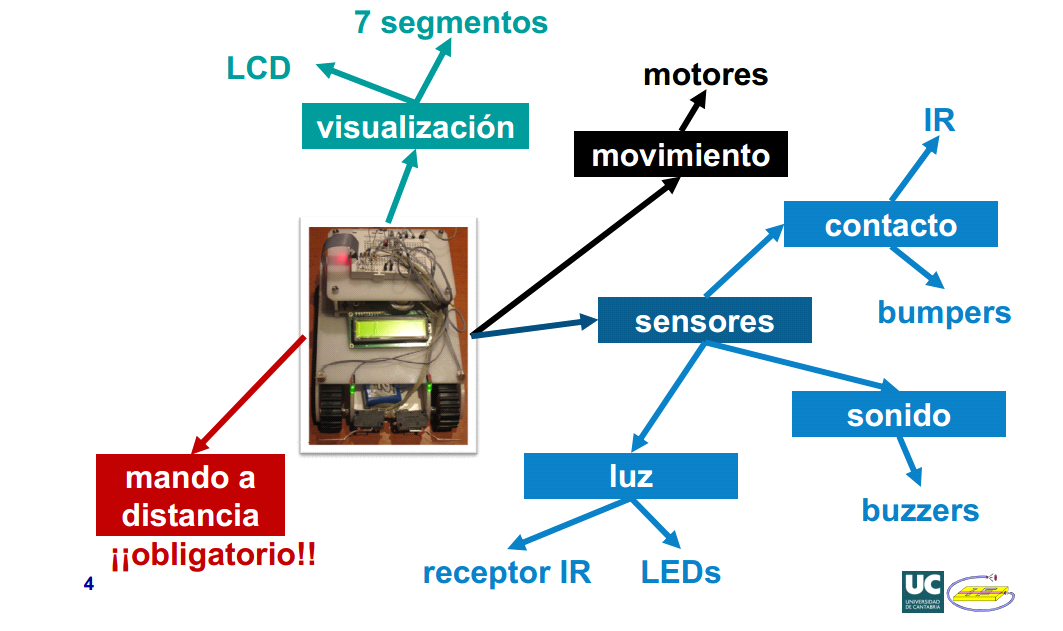 7 segmentos
LCD
visualización
motores
movimiento
IR
contacto
bumpers
sensores
sonido
buzzers
luz
receptor IR
LEDs
mando a
distancia
¡¡obligatorio!!
4
UC
UNIVERSIDAD
DE CANTABRIA